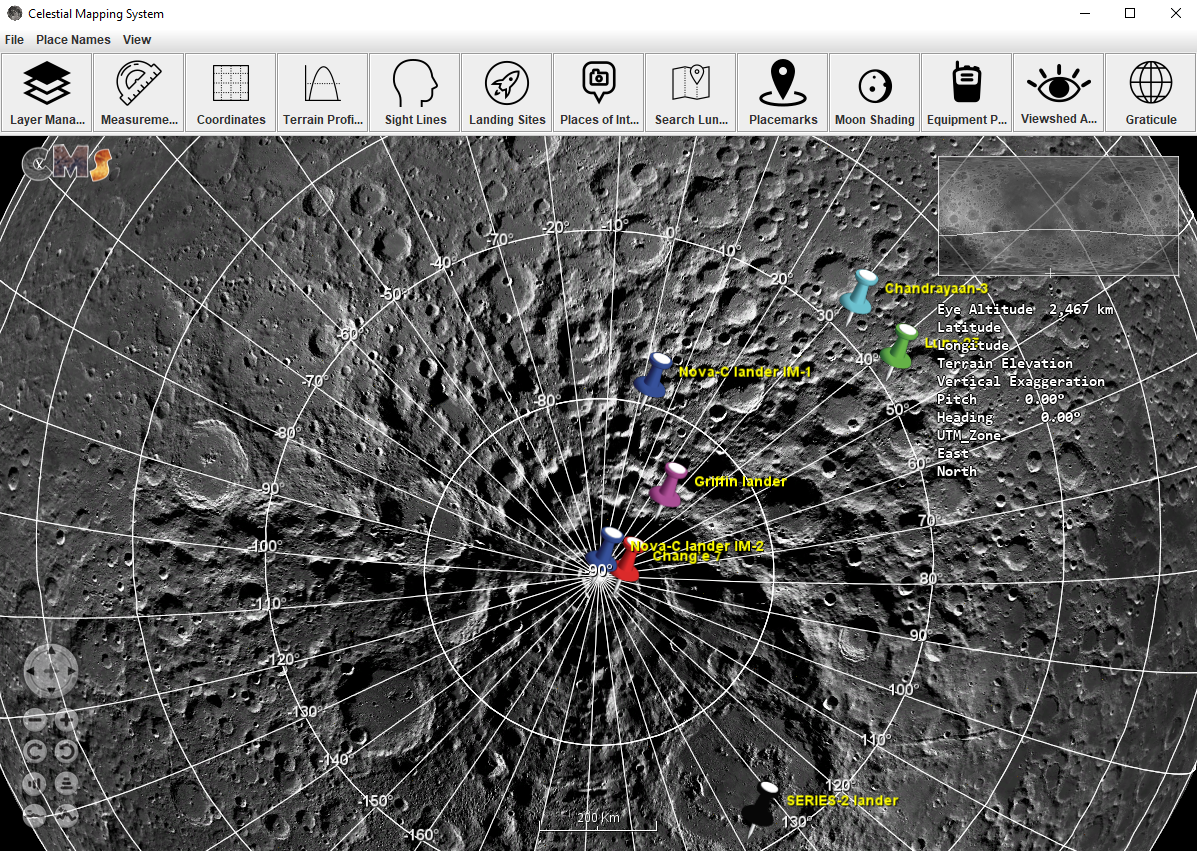 Celestial Mapping System
File Place Names View
Layer Mana... Measureme... Coordinates Terrain Profi... Sight Lines Landing Sites Places of Int... Search Lun... Placemarks Moon Shading Equipment P... Viewshed A... Graticule
-70° -20° -10° -0° 10° 20° 30° 40° 50° 60° 70° 80° 90° 100° 110° 120° 130°
-40°
-50°
-60°
-70°
-80°
-90°
-100°
-110°
-120°
-130°
-140°
-150°
-160°
-80°
-90°
Chandrayaan-3
Nova-C lander IM-1
Griffin lander
Nova-C lander IM-2
Chang'e 7
SERIES-2 lander
Eye Altitude 2,467 km
Latitude
Longitude
Terrain Elevation
Vertical Exaggeration
Pitch 0.00°
Heading 0.00°
UTM Zone
East
North
200 Km